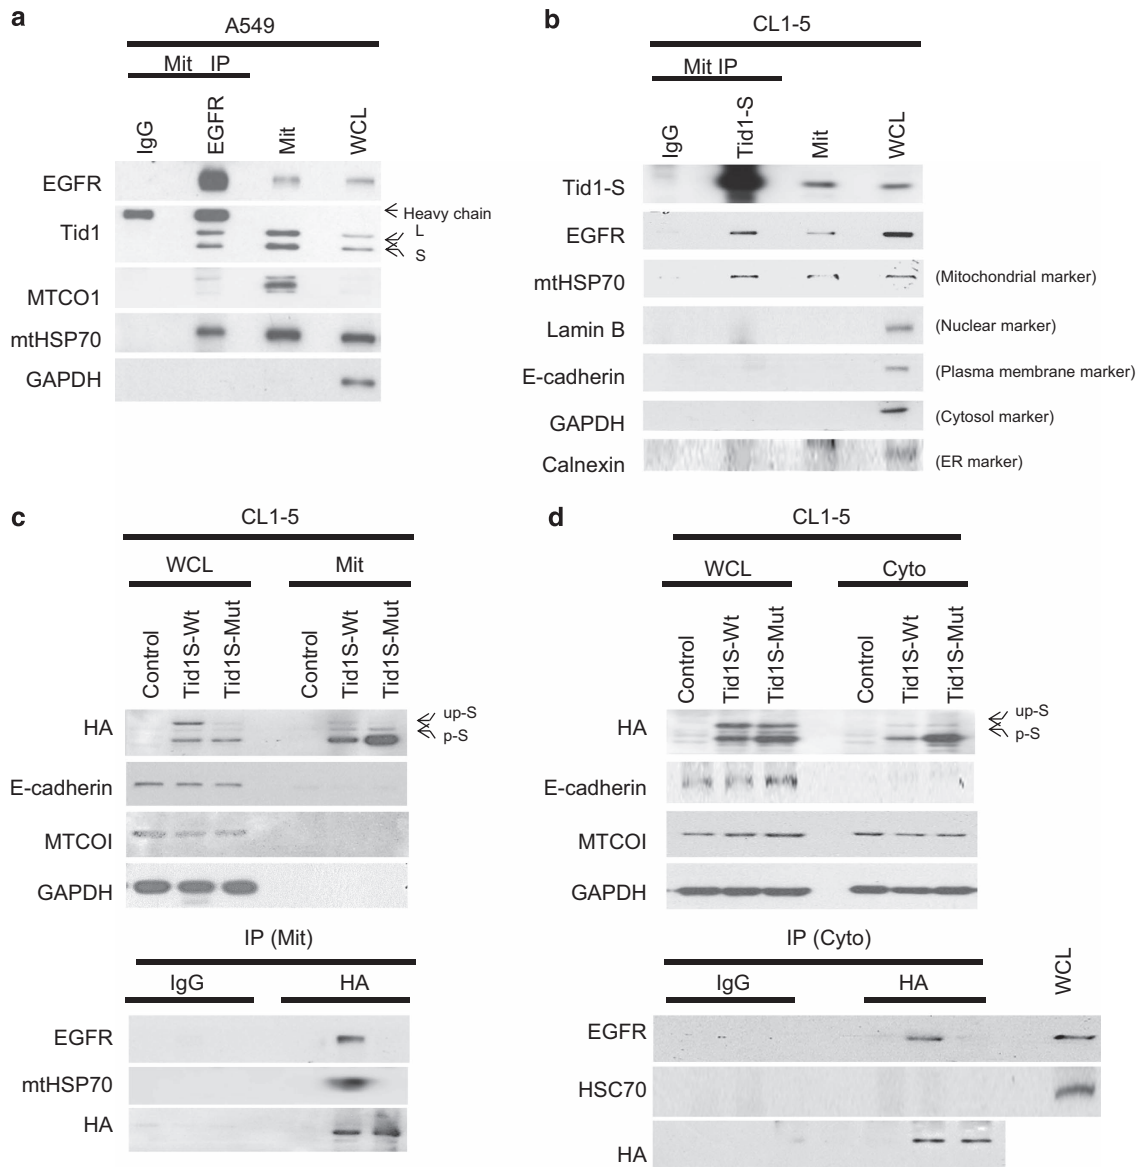 a
A549
Mit IP
IgG
EGFR
Mit
WCL
EGFR
Tid1
Heavy chain
L
S
MTCO1
mtHSP70
GAPDH
b
CL1-5
Mit IP
IgG
Tid1-S
Mit
WCL
Tid1-S
EGFR
mtHSP70 (Mitochondrial marker)
Lamin B (Nuclear marker)
E-cadherin (Plasma membrane marker)
GAPDH (Cytosol marker)
Calnexin (ER marker)
c
CL1-5
WCL Mit
Control
Tid1S-Wt
Tid1S-Mut
Control
Tid1S-Wt
Tid1S-Mut
HA
up-S
p-S
E-cadherin
MTCOI
GAPDH
IP (Mit)
IgG HA
EGFR
mtHSP70
HA
d
CL1-5
WCL Cyto
Control
Tid1S-Wt
Tid1S-Mut
Control
Tid1S-Wt
Tid1S-Mut
HA
up-S
p-S
E-cadherin
MTCOI
GAPDH
IP (Cyto)
IgG HA
WCL
EGFR
HSC70
HA